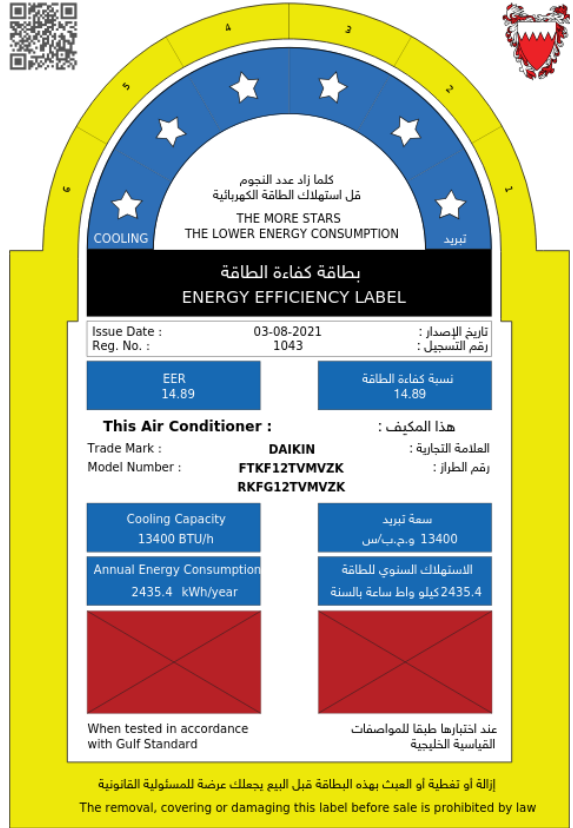 6 5 4 3 2 1
كلما زاد عدد النجوم
قل استهلاك الطاقة الكهربائية
THE MORE STARS
THE LOWER ENERGY CONSUMPTION
COOLING تبريد
بطاقة كفاءة الطاقة
ENERGY EFFICIENCY LABEL
Issue Date : 03-08-2021 تاريخ الإصدار :
Reg. No. : 1043 رقم التسجيل :
EER نسبة كفاءة الطاقة
14.89 14.89
This Air Conditioner : هذا المكيف :
Trade Mark : DAIKIN العلامة التجارية :
Model Number : FTKF12TVMVZK رقم الطراز :
RKFG12TVMVZK
Cooling Capacity سعة تبريد
13400 BTU/h 13400 و.ح.ب/س
Annual Energy Consumption الاستهلاك السنوي للطاقة
2435.4 kWh/year 2435.4 كيلو واط ساعة بالسنة
When tested in accordance عند اختبارها طبقا للمواصفات
with Gulf Standard القياسية الخليجية
إزالة أو تغطية أو العبث بهذه البطاقة قبل البيع يجعلك عرضة للمسئولية القانونية
The removal, covering or damaging this label before sale is prohibited by law